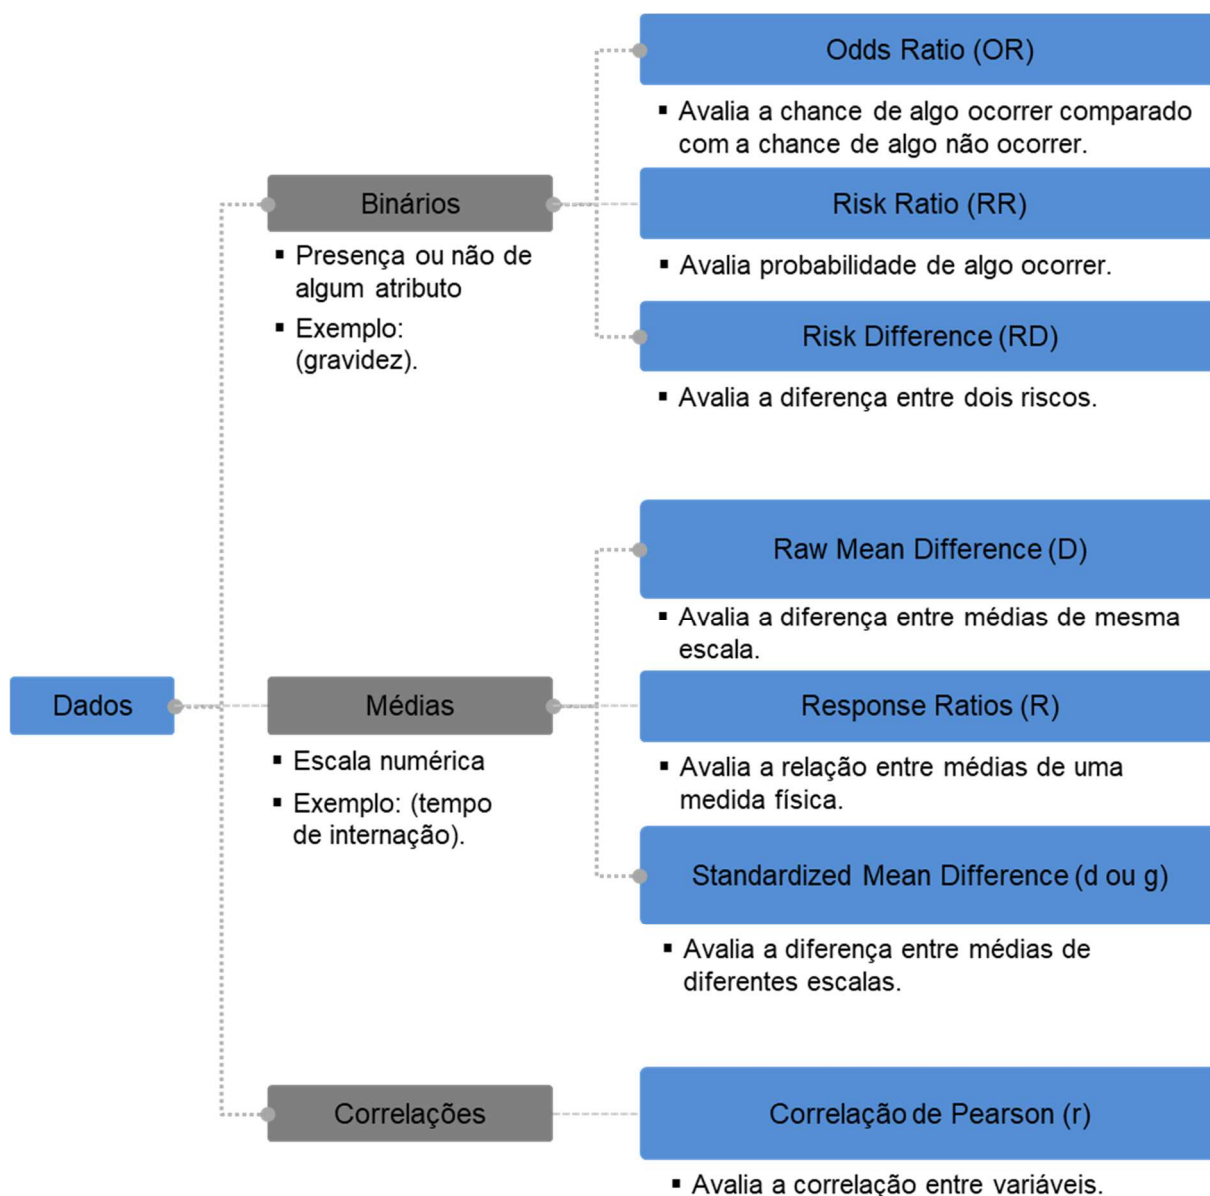 Odds Ratio (OR)
▪ Avalia a chance de algo ocorrer comparado
com a chance de algo não ocorrer.
Binários
▪ Presença ou não de
algum atributo
▪ Exemplo:
(gravidez).
Risk Ratio (RR)
▪ Avalia probabilidade de algo ocorrer.
Risk Difference (RD)
▪ Avalia a diferença entre dois riscos.
Raw Mean Difference (D)
▪ Avalia a diferença entre médias de mesma
escala.
Dados
Médias
▪ Escala numérica
▪ Exemplo: (tempo
de internação).
Response Ratios (R)
▪ Avalia a relação entre médias de uma
medida física.
Standardized Mean Difference (d ou g)
▪ Avalia a diferença entre médias de
diferentes escalas.
Correlações
Correlação de Pearson (r)
▪ Avalia a correlação entre variáveis.